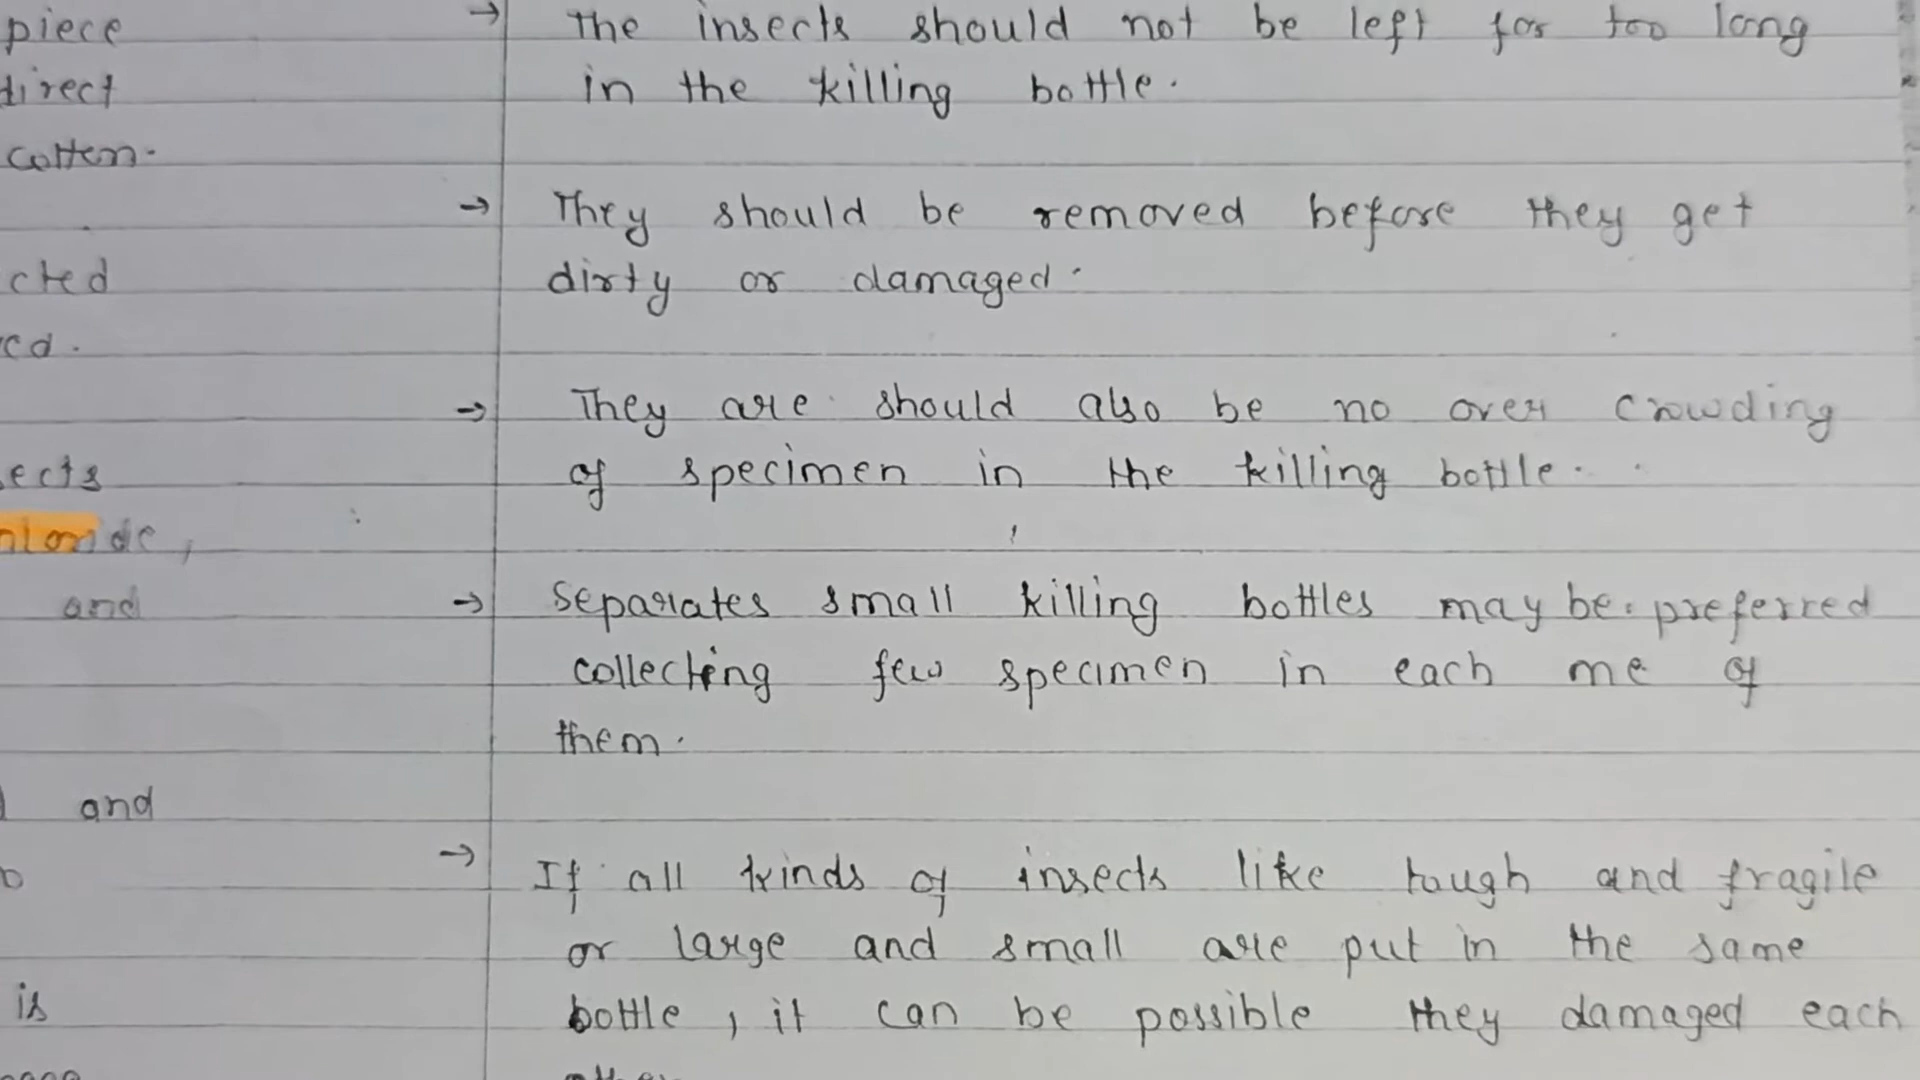 piece
direct
cotten.
cted
ects
and
and
is
→ The insects should not be left for too long
in the killing bottle.
→ They should be removed before they get
dirty or damaged.
→ They are should also be no over crowding
of specimen in the killing bottle.
→ Separates small killing bottles may be preferred
collecting few specimen in each me of
them.
→ If all kinds of insects like tough and fragile
or large and small are put in the same
bottle, it can be possible they damaged each